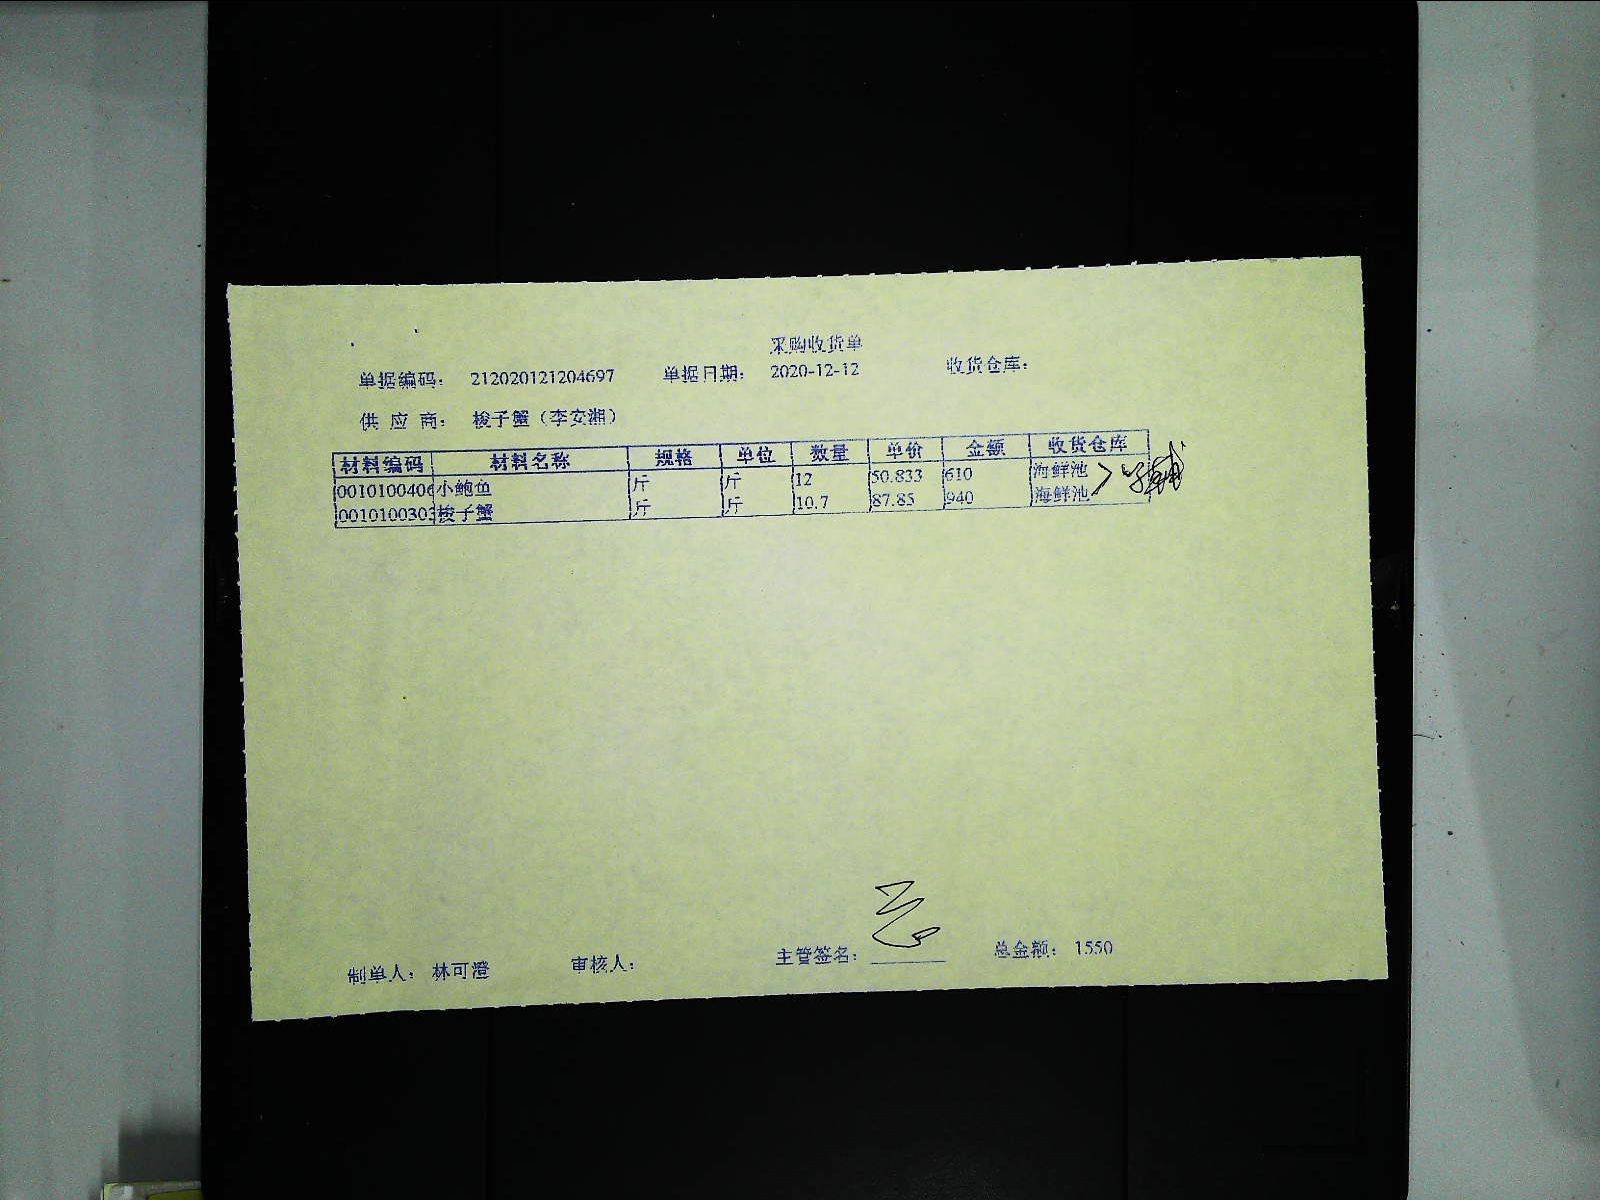 采购收货单
单据编码： 212020121204697 单据日期： 2020-12-12 收货仓库：
供 应 商： 梭子蟹（李安湘）
材料编码 材料名称 规格 单位 数量 单价 金额 收货仓库
0010100406 小鲍鱼 斤 斤 12 50.833 610 海鲜池
0010100303 梭子蟹 斤 斤 10.7 87.85 940 海鲜池
制单人： 林可澄 审核人： 主管签名： 总金额： 1550